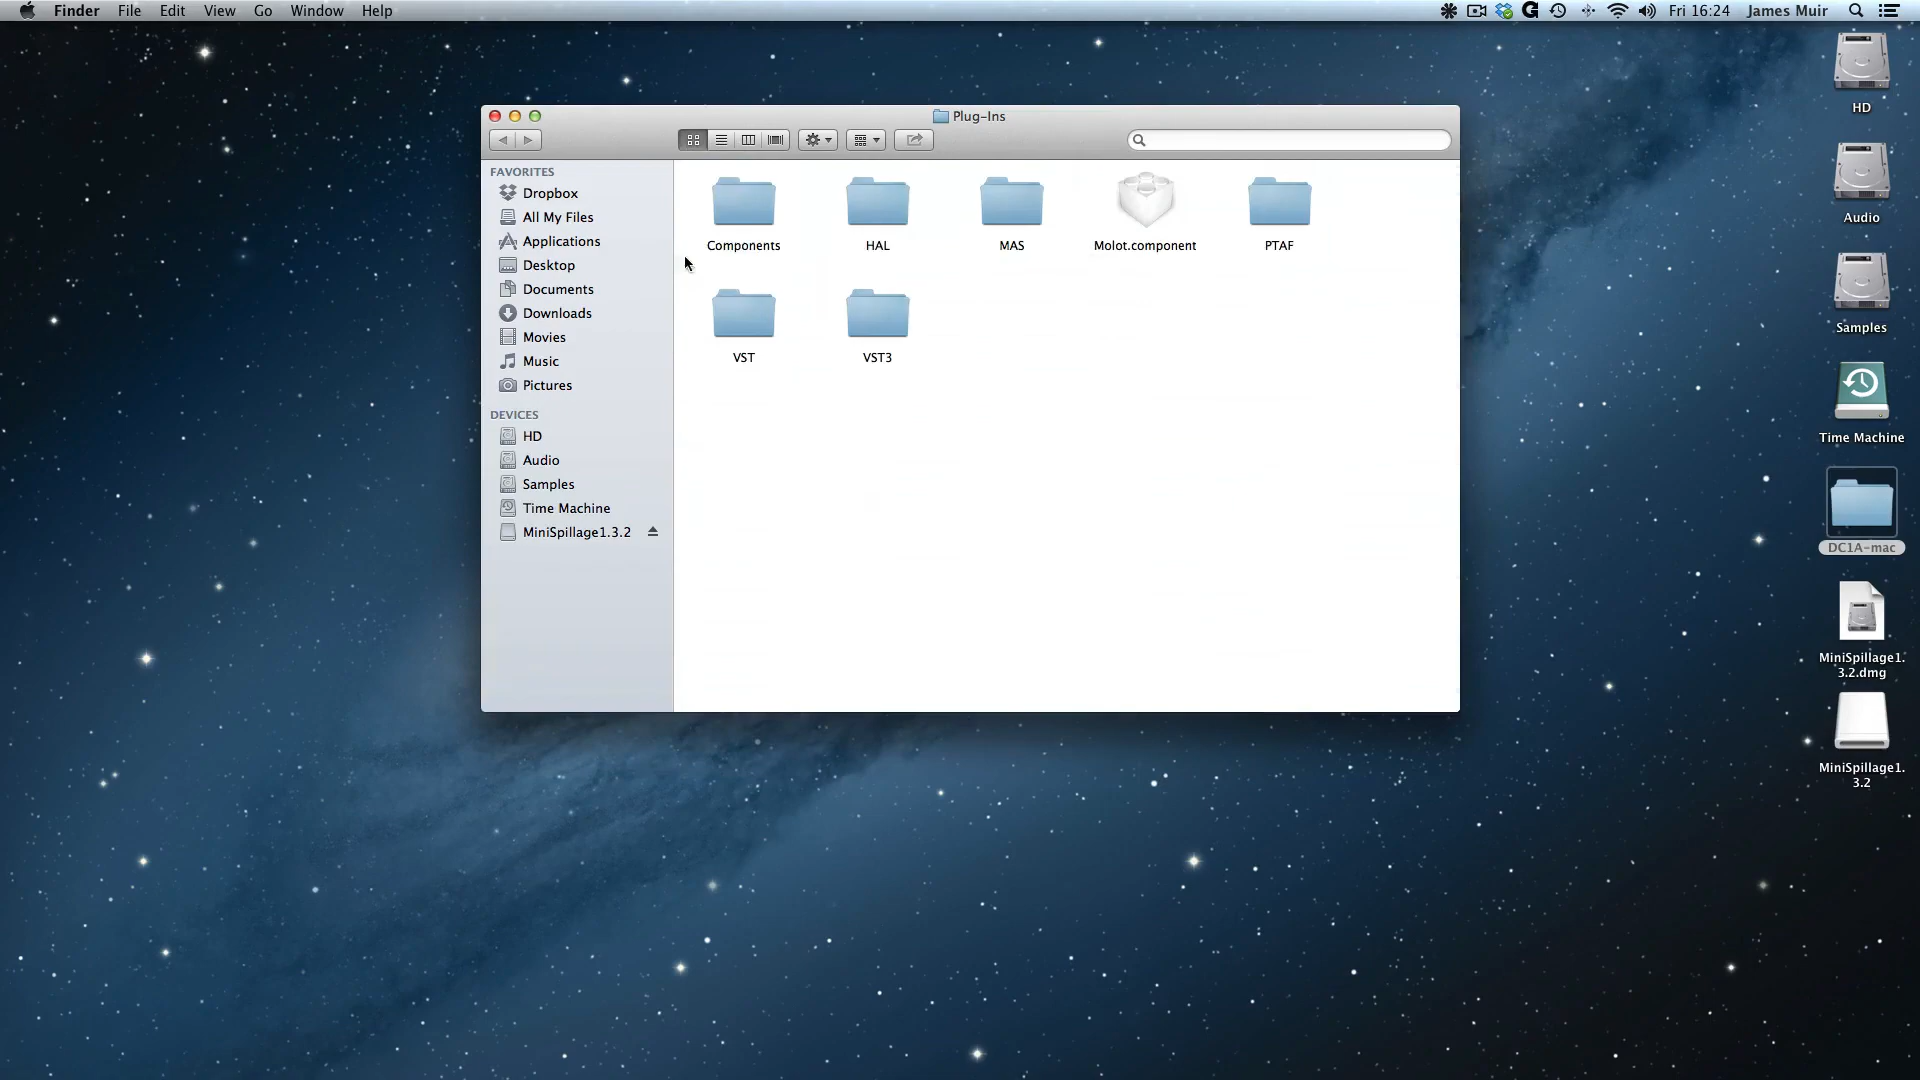 Finder File Edit View Go Window Help
Fri 16:24 James Muir
Plug-Ins
FAVORITES
Dropbox
All My Files
Applications
Desktop
Documents
Downloads
Movies
Music
Pictures
DEVICES
HD
Audio
Samples
Time Machine
MiniSpillage1.3.2
Components HAL MAS Molot.component PTAF
VST VST3
HD
Audio
Samples
Time Machine
DC1A-mac
MiniSpillage1.
3.2.dmg
MiniSpillage1.
3.2